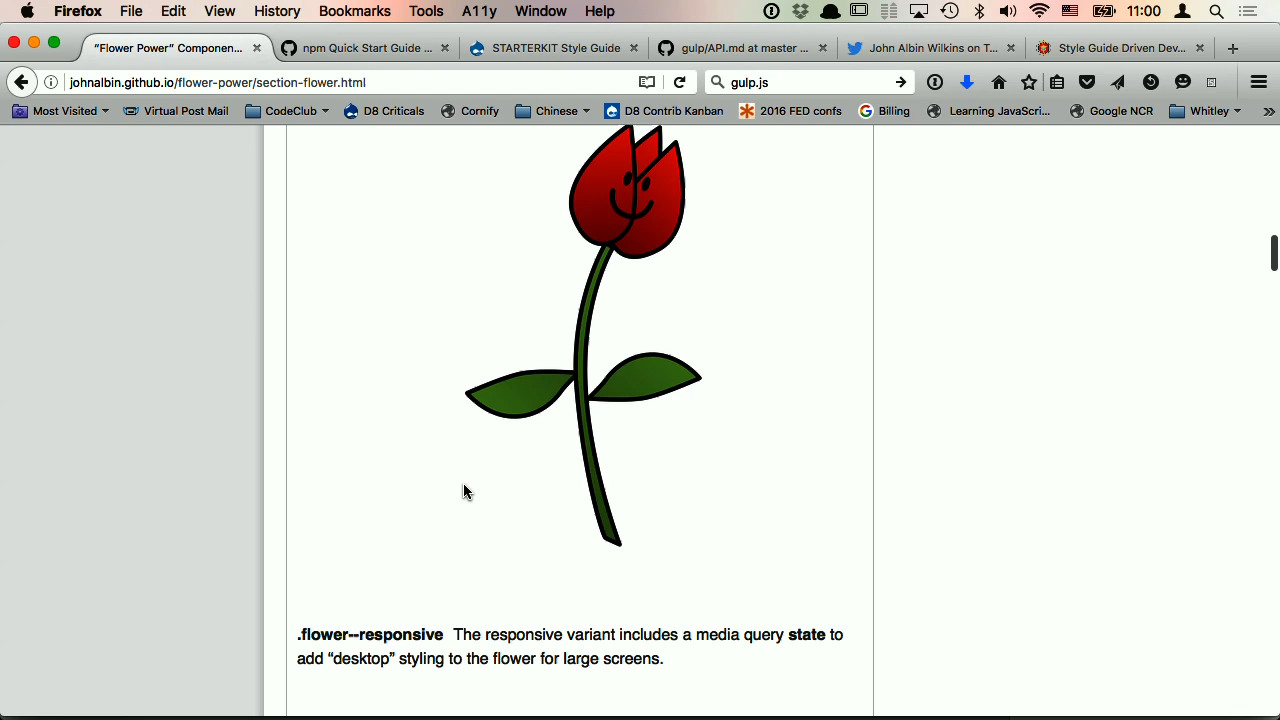 Firefox File Edit View History Bookmarks Tools A11y Window Help 11:00
“Flower Power” Componen... npm Quick Start Guide ... STARTERKIT Style Guide gulp/API.md at master ... John Albin Wilkins on T... Style Guide Driven Dev...
johnalbin.github.io/flower-power/section-flower.html gulp.js
Most Visited Virtual Post Mail CodeClub D8 Criticals Cornify Chinese D8 Contrib Kanban 2016 FED confs Billing Learning JavaScri... Google NCR Whitley
.flower--responsive The responsive variant includes a media query state to
add “desktop” styling to the flower for large screens.